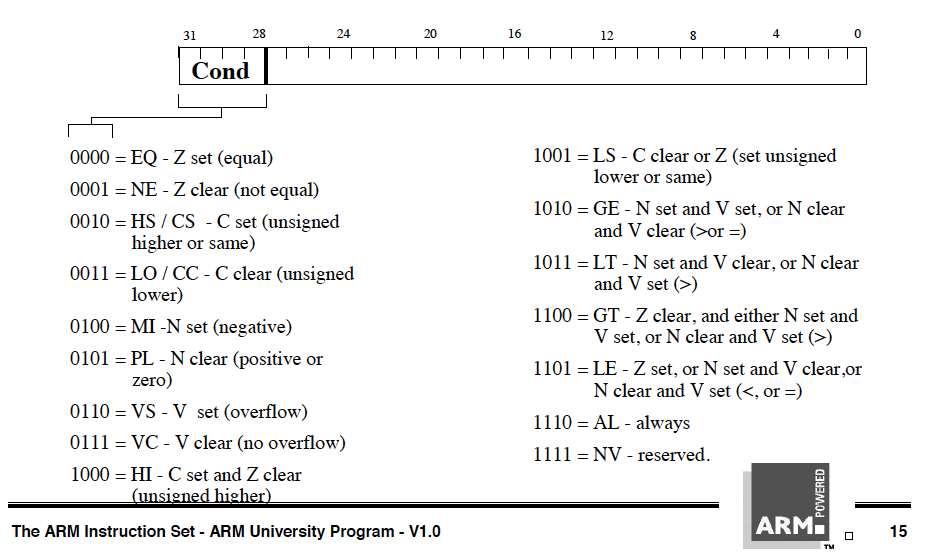 31 28 24 20 16 12 8 4 0
Cond
0000 = EQ - Z set (equal)
0001 = NE - Z clear (not equal)
0010 = HS / CS - C set (unsigned
higher or same)
0011 = LO / CC - C clear (unsigned
lower)
0100 = MI -N set (negative)
0101 = PL - N clear (positive or
zero)
0110 = VS - V set (overflow)
0111 = VC - V clear (no overflow)
1000 = HI - C set and Z clear
(unsigned higher)
1001 = LS - C clear or Z (set unsigned
lower or same)
1010 = GE - N set and V set, or N clear
and V clear (>or =)
1011 = LT - N set and V clear, or N clear
and V set (>)
1100 = GT - Z clear, and either N set and
V set, or N clear and V set (>)
1101 = LE - Z set, or N set and V clear,or
N clear and V set (<, or =)
1110 = AL - always
1111 = NV - reserved.
The ARM Instruction Set - ARM University Program - V1.0
ARM POWERED
TM
15